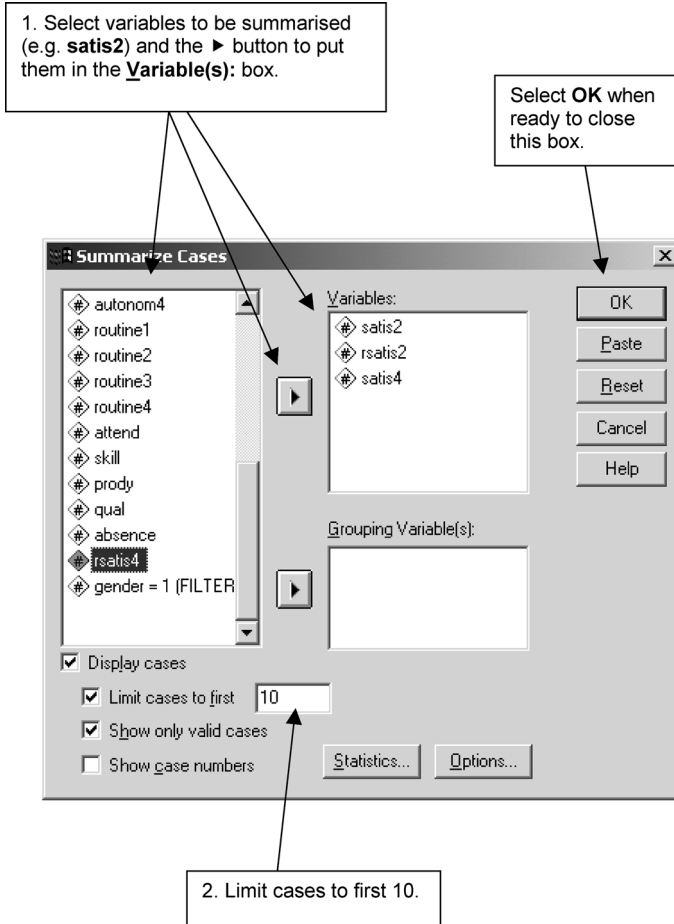 1. Select variables to be summarised
(e.g. satis2) and the ► button to put
them in the Variable(s): box.
Select OK when
ready to close
this box.
Summarize Cases
autonom4
routine1
routine2
routine3
routine4
attend
skill
prody
qual
absence
rsatis4
gender = 1 (FILTER
Variables:
satis2
rsatis2
satis4
Grouping Variable(s):
OK
Paste
Reset
Cancel
Help
Display cases
Limit cases to first 10
Show only valid cases
Show case numbers
Statistics... Options...
2. Limit cases to first 10.